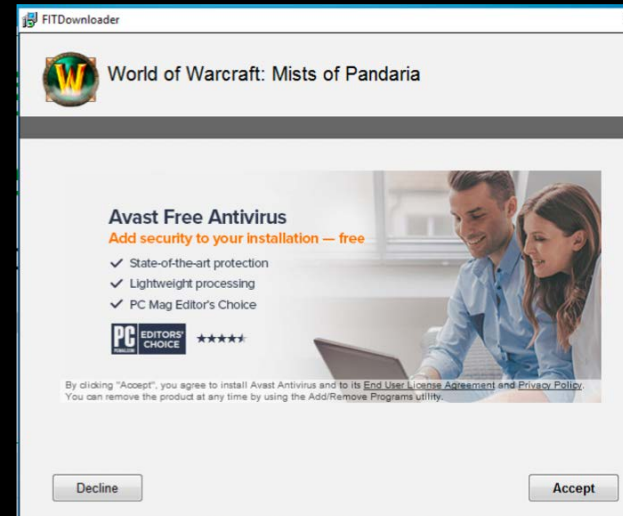 FITDownloader
World of Warcraft: Mists of Pandaria
Avast Free Antivirus
Add security to your installation — free
✓ State-of-the-art protection
✓ Lightweight processing
✓ PC Mag Editor's Choice
PC EDITORS'
CHOICE
By clicking "Accept", you agree to install Avast Antivirus and to its End User License Agreement and Privacy Policy.
You can remove the product at any time by using the Add/Remove Programs utility.
Decline
Accept